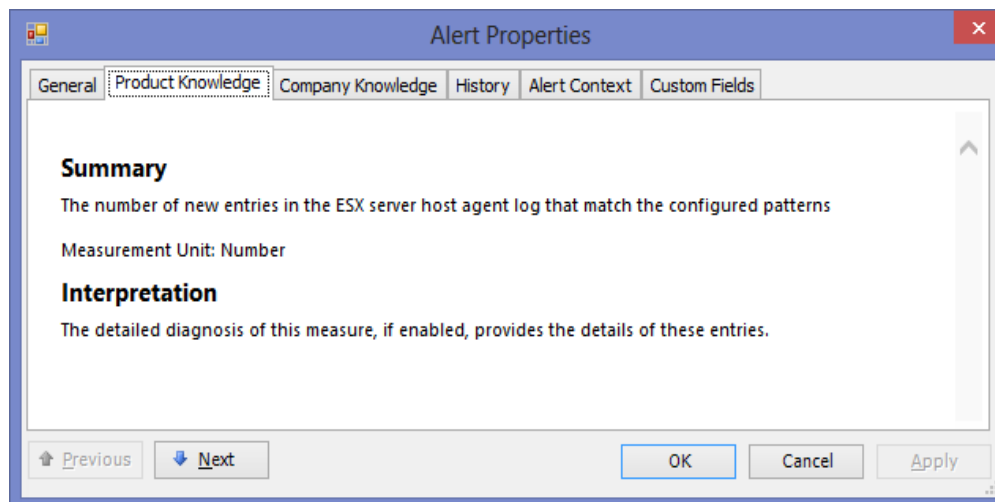 Alert Properties
General Product Knowledge Company Knowledge History Alert Context Custom Fields
Summary
The number of new entries in the ESX server host agent log that match the configured patterns
Measurement Unit: Number
Interpretation
The detailed diagnosis of this measure, if enabled, provides the details of these entries.
Previous Next OK Cancel Apply